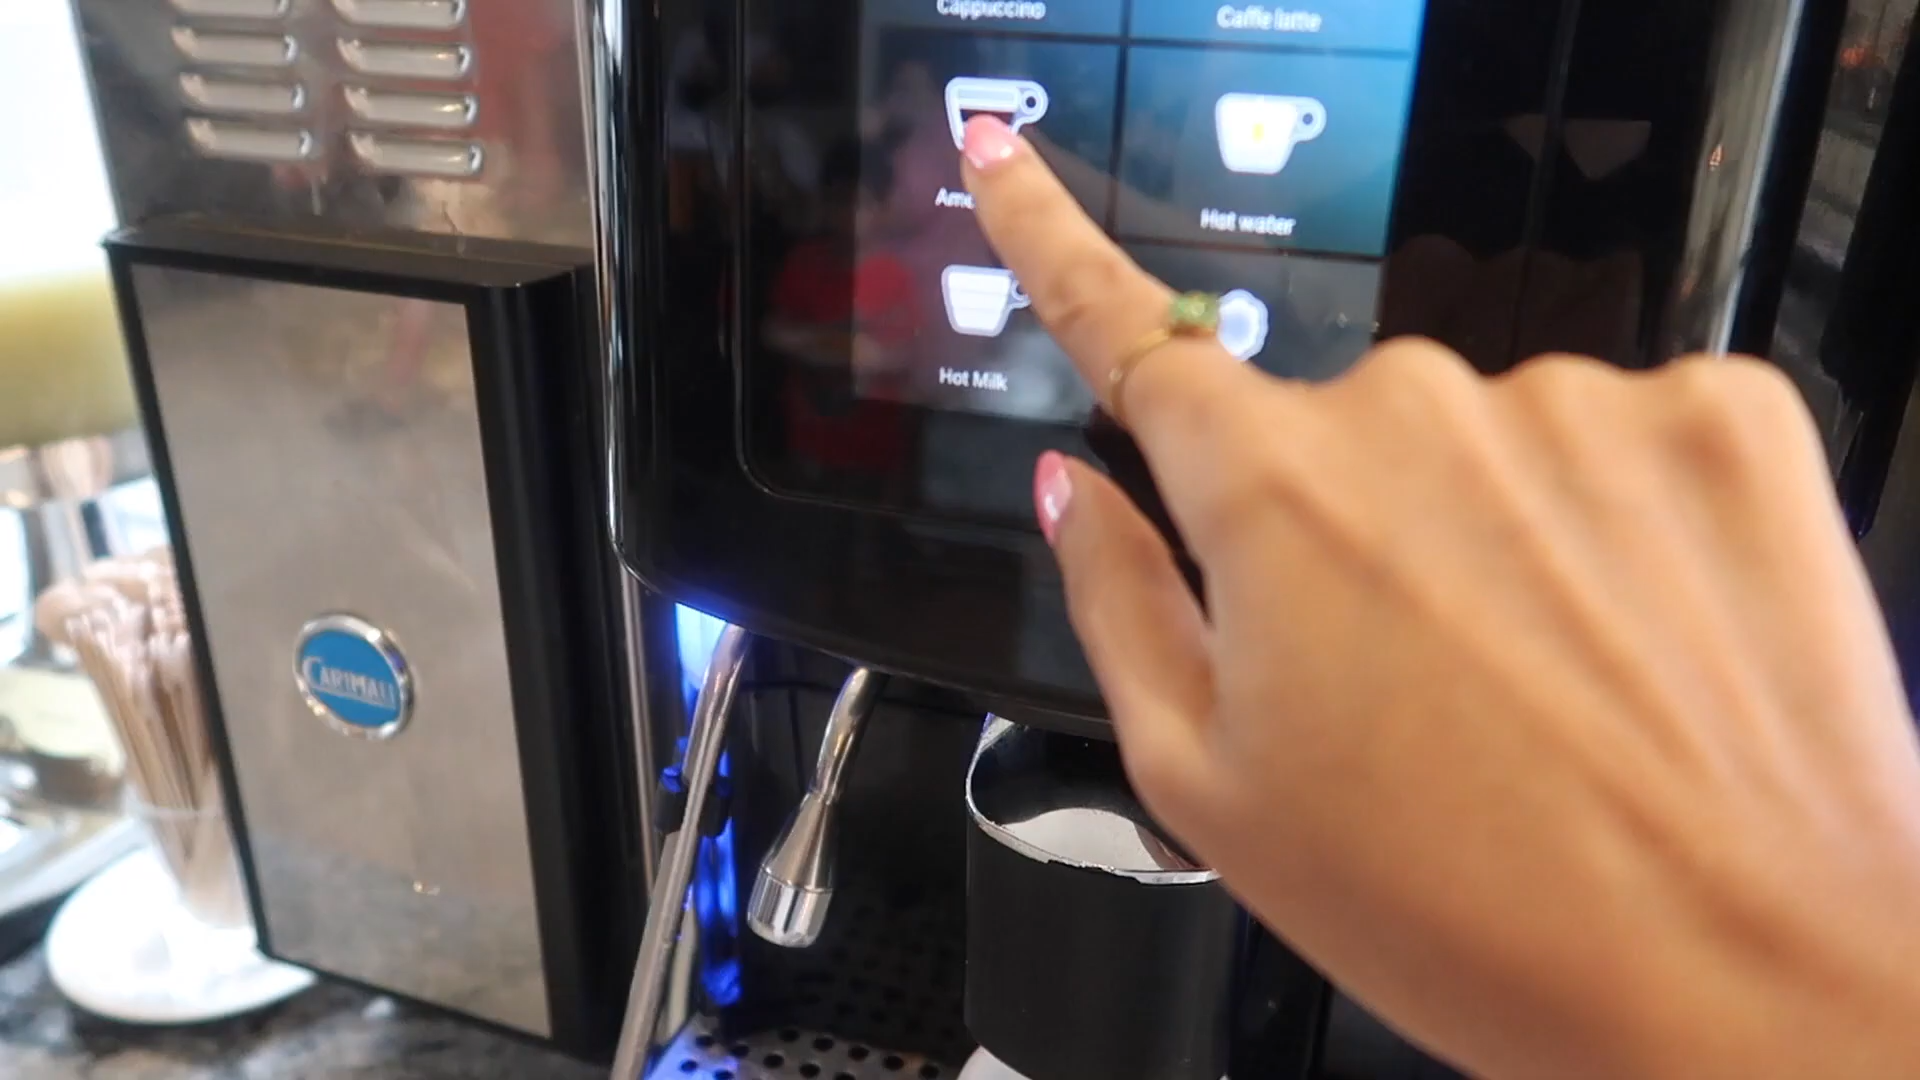 Cappuccino
Caffe latte
Hot water
Hot Milk
CARIMALI